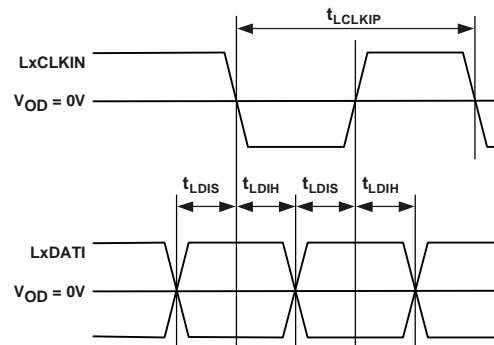 tLCLKIP
LxCLKIN
VOD = 0V
tLDIS tLDIH tLDIS tLDIH
LxDATI
VOD = 0V